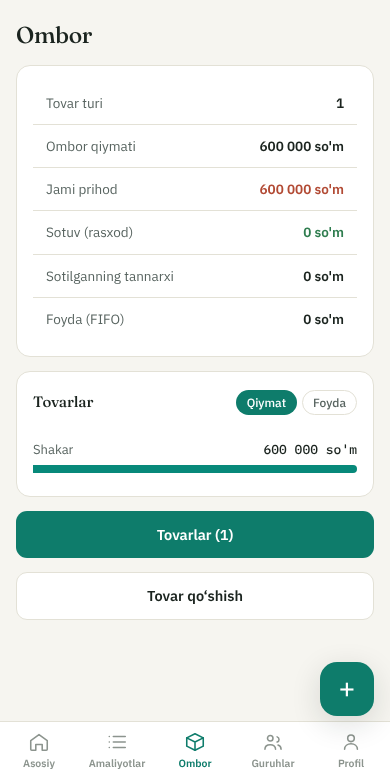 Ombor
Tovar turi 1
Ombor qiymati 600 000 so'm
Jami prihod 600 000 so'm
Sotuv (rasxod) 0 so'm
Sotilganning tannarxi 0 so'm
Foyda (FIFO) 0 so'm
Tovarlar Qiymat Foyda
Shakar 600 000 so'm
Tovarlar (1)
Tovar qo‘shish
+
Asosiy Amaliyotlar Ombor Guruhlar Profil